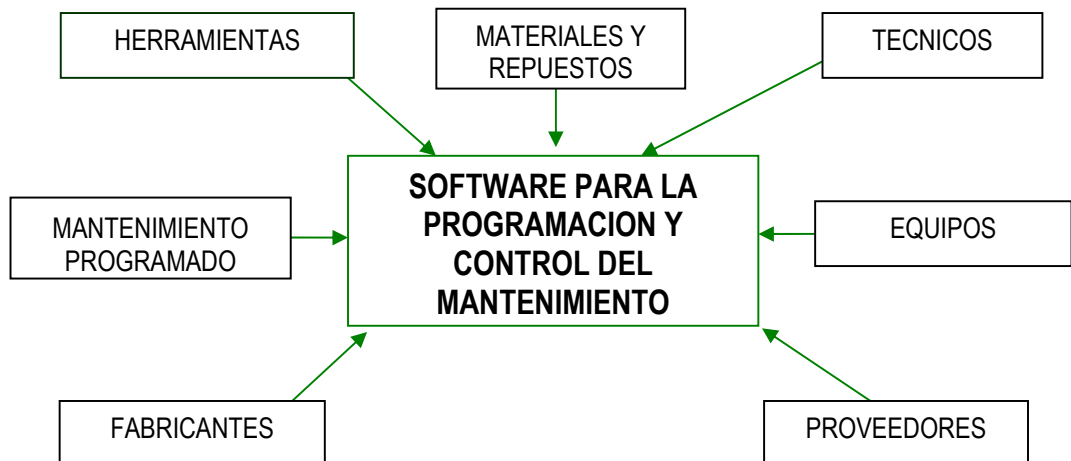 HERRAMIENTAS
MATERIALES Y
REPUESTOS
TECNICOS
SOFTWARE PARA LA
PROGRAMACION Y
CONTROL DEL
MANTENIMIENTO
MANTENIMIENTO
PROGRAMADO
EQUIPOS
FABRICANTES
PROVEEDORES